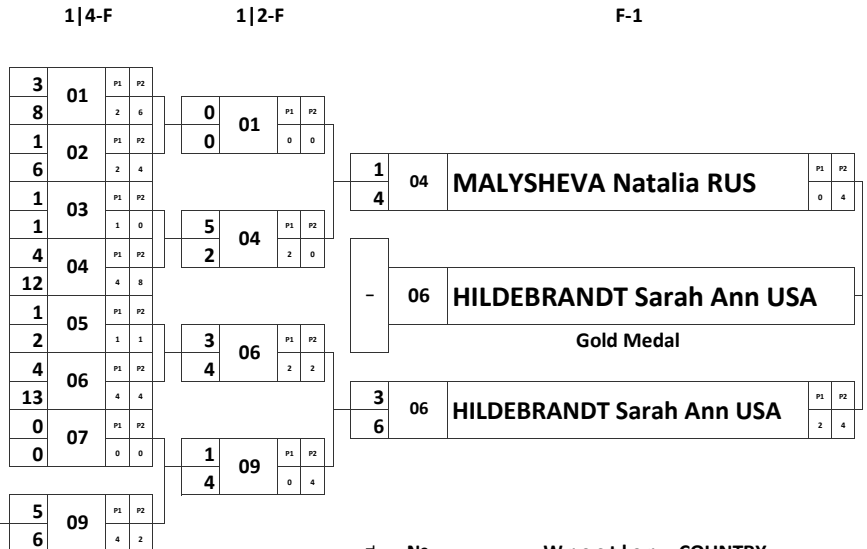 1|4-F
1|2-F
F-1
3 01 P1 P2
8 2 6
1 02 P1 P2
6 2 4
1 03 P1 P2
1 1 0
4 04 P1 P2
12 4 8
1 05 P1 P2
2 1 1
4 06 P1 P2
13 4 4
0 07 P1 P2
0 0 0
5 09 P1 P2
6 4 2
0 01 P1 P2
0 0 0
5 04 P1 P2
2 2 0
3 06 P1 P2
4 2 2
1 09 P1 P2
4 0 4
1 04 MALYSHEVA Natalia RUS P1 P2
4 0 4
– 06 HILDEBRANDT Sarah Ann USA
Gold Medal
3 06 HILDEBRANDT Sarah Ann USA P1 P2
6 2 4
COUNTRY